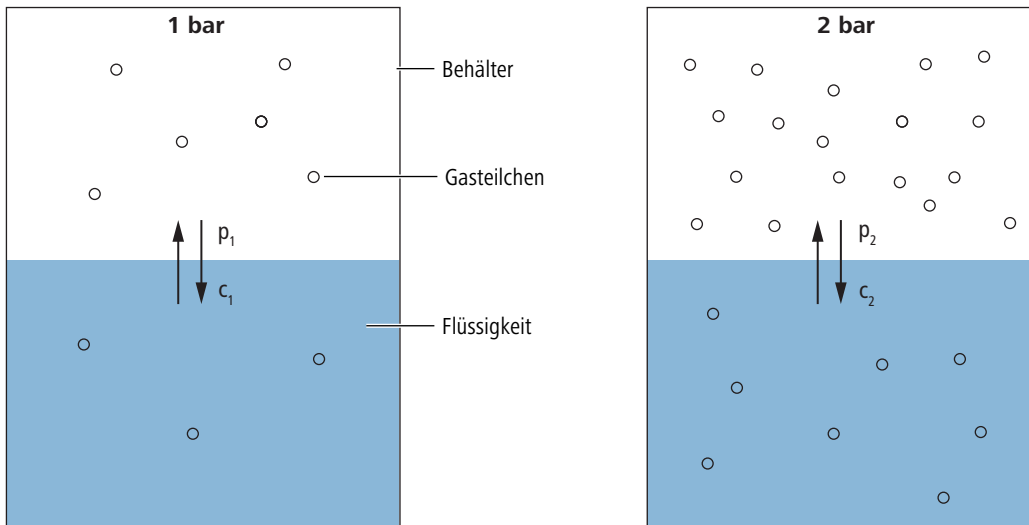 1 bar
2 bar
Behälter
Gasteilchen
p1
p2
c1
c2
Flüssigkeit